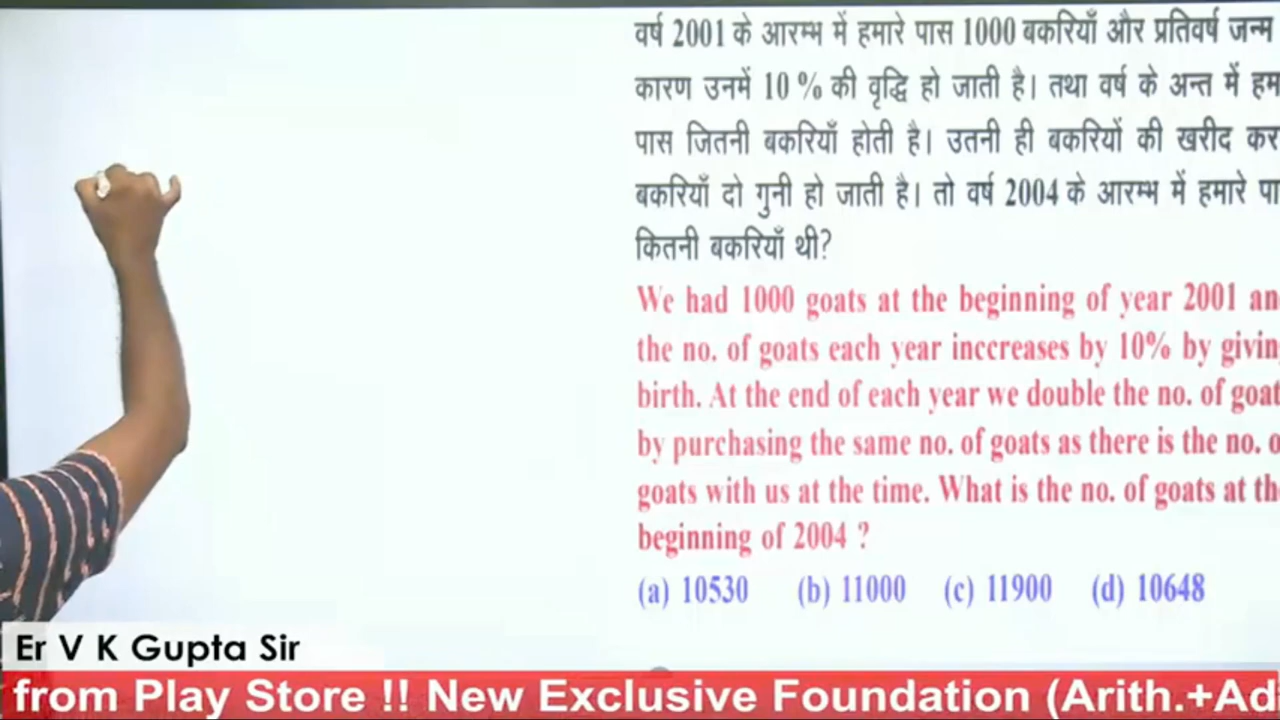 वर्ष 2001 के आरम्भ में हमारे पास 1000 बकरियाँ और प्रतिवर्ष जन्म
कारण उनमें 10 % की वृद्धि हो जाती है। तथा वर्ष के अन्त में हम
पास जितनी बकरियाँ होती है। उतनी ही बकरियों की खरीद कर
बकरियाँ दो गुनी हो जाती है। तो वर्ष 2004 के आरम्भ में हमारे पा
कितनी बकरियाँ थी?
We had 1000 goats at the beginning of year 2001 an
the no. of goats each year inccreases by 10% by givin
birth. At the end of each year we double the no. of goat
by purchasing the same no. of goats as there is the no. o
goats with us at the time. What is the no. of goats at th
beginning of 2004 ?
(a) 10530 (b) 11000 (c) 11900 (d) 10648
Er V K Gupta Sir
from Play Store !! New Exclusive Foundation (Arith.+Ad